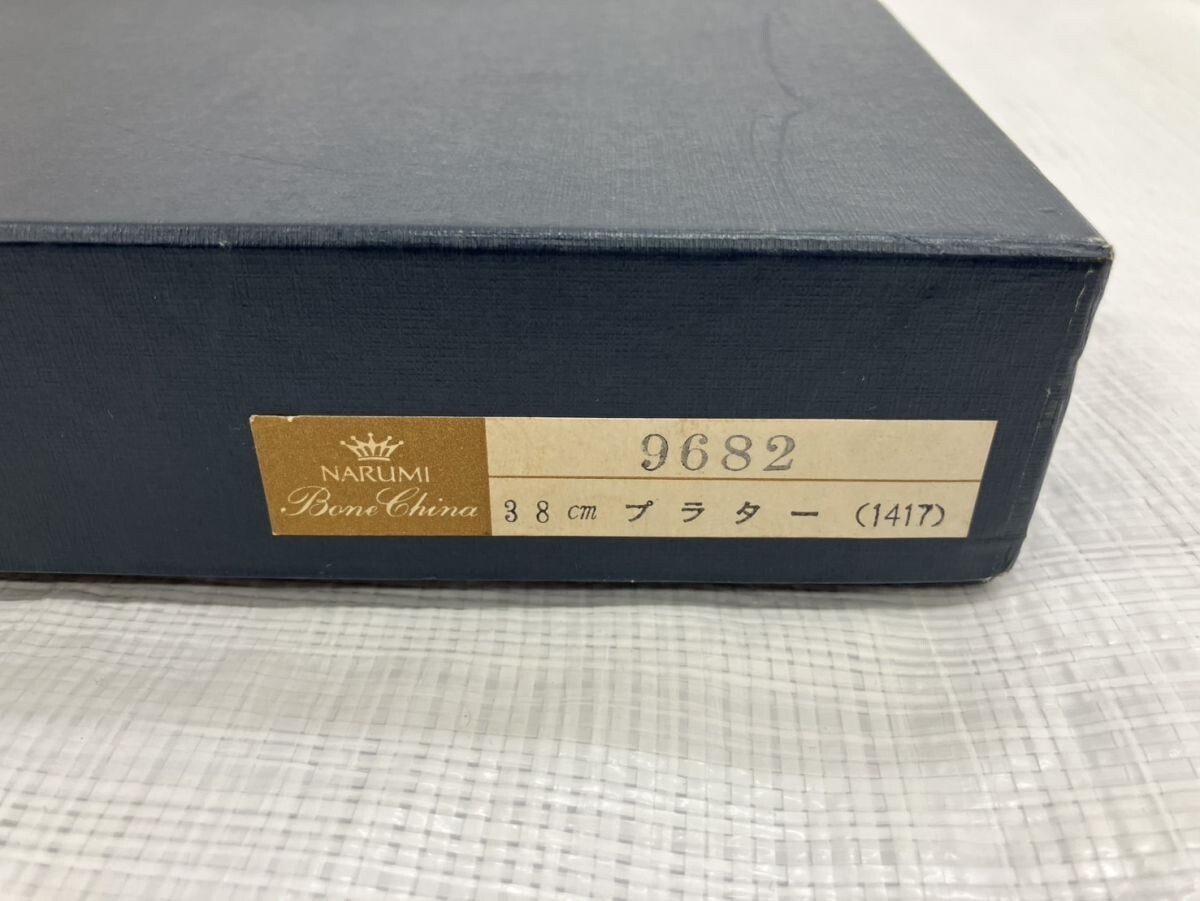 NARUMI
Bone China
9682
38cm プラター (1417)